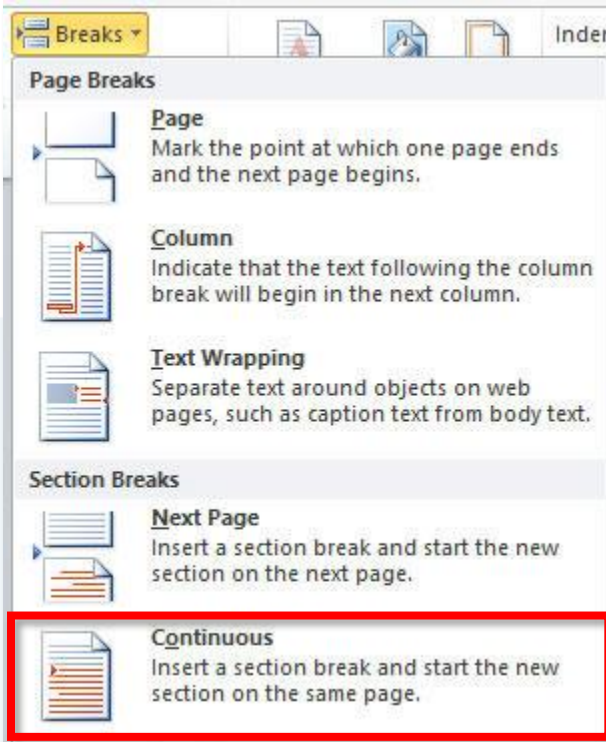 Breaks
Inder
Page Breaks
Page
Mark the point at which one page ends
and the next page begins.
Column
Indicate that the text following the column
break will begin in the next column.
Text Wrapping
Separate text around objects on web
pages, such as caption text from body text.
Section Breaks
Next Page
Insert a section break and start the new
section on the next page.
Continuous
Insert a section break and start the new
section on the same page.